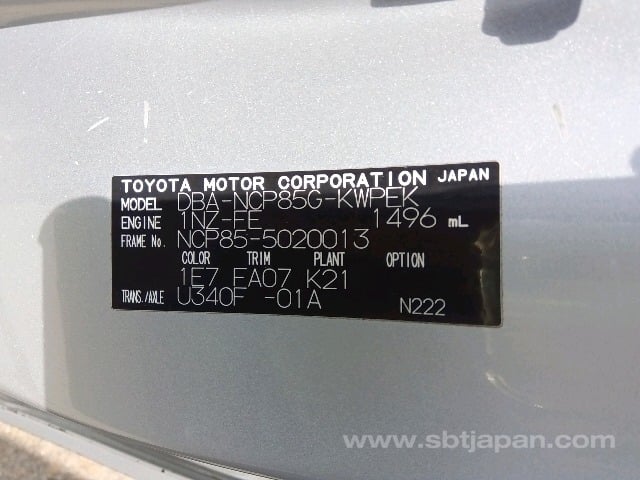 TOYOTA MOTOR CORPORATION JAPAN
MODEL DBA-NCP85G-KWPEK
ENGINE 1NZ-FE 1496 mL
FRAME No. NCP85-5020013
COLOR TRIM PLANT OPTION
1E7 FA07 K21
TRANS./AXLE U340F -01A N222
www.sbtjapan.com